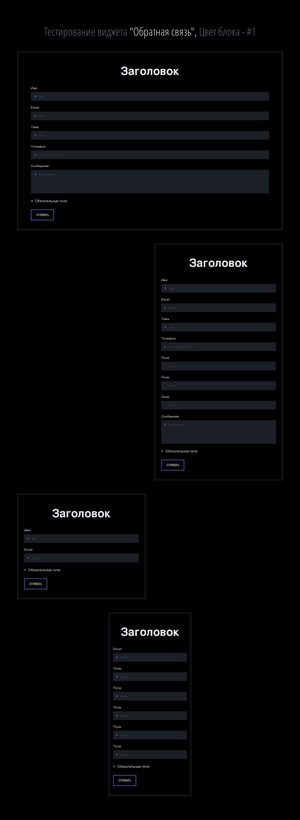 Тестирование виджета "Обратная связь", Цвет блока - #1
Заголовок
Имя
Email
Тема
Телефон
Сообщение
* Обязательные поля
ОТПРАВИТЬ
Заголовок
Имя
Email
Тема
Телефон
Поле
Поле
Поле
Сообщение
* Обязательные поля
ОТПРАВИТЬ
Заголовок
Имя
Email
* Обязательные поля
ОТПРАВИТЬ
Заголовок
Email
Поле
Поле
Поле
Поле
Поле
* Обязательные поля
ОТПРАВИТЬ